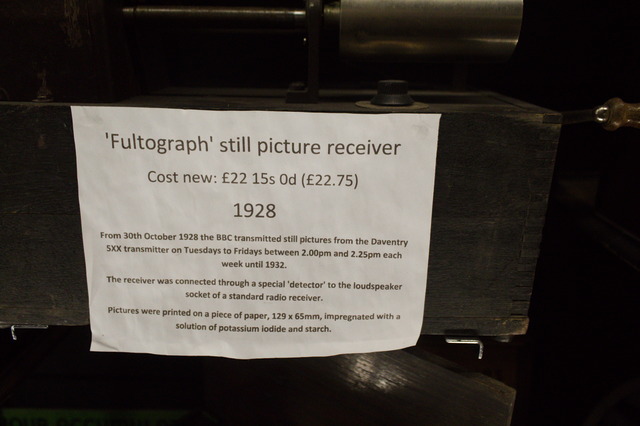 'Fultograph' still picture receiver
Cost new: £22 15s 0d (£22.75)
1928
From 30th October 1928 the BBC transmitted still pictures from the Daventry
5XX transmitter on Tuesdays to Fridays between 2.00pm and 2.25pm each
week until 1932.
The receiver was connected through a special 'detector' to the loudspeaker
socket of a standard radio receiver.
Pictures were printed on a piece of paper, 129 x 65mm, impregnated with a
solution of potassium iodide and starch.